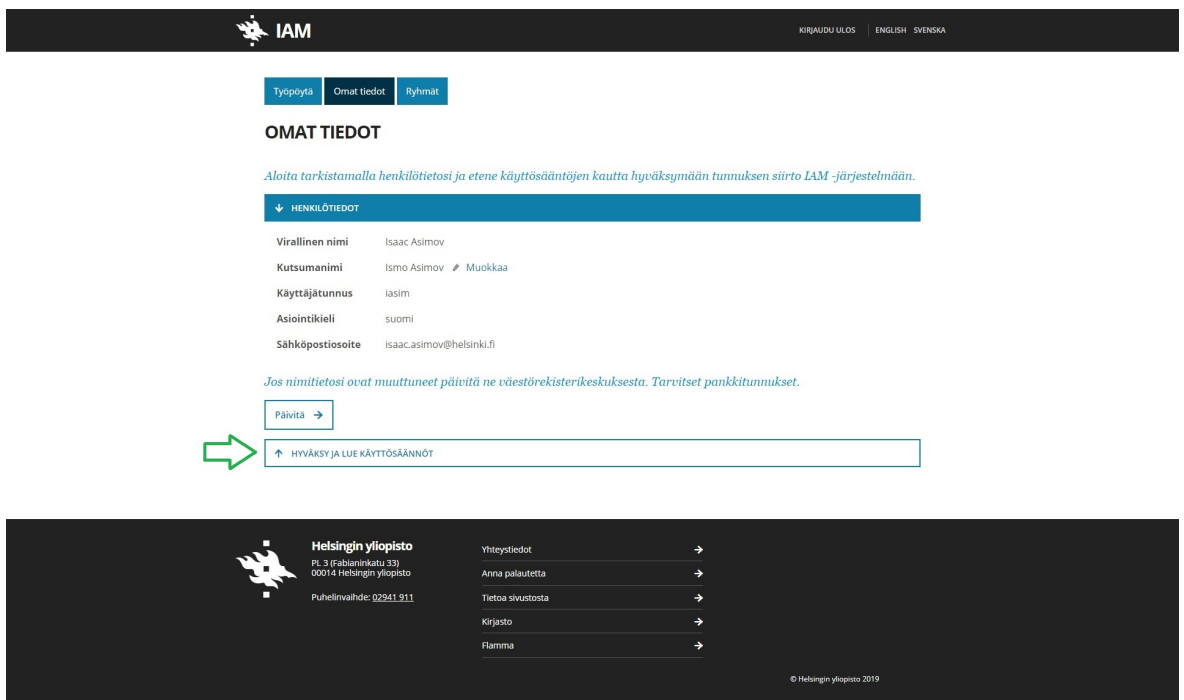 IAM
KIRJAUDU ULOS ENGLISH SVENSKA
Työpöytä Omat tiedot Ryhmät
OMAT TIEDOT
Aloita tarkistamalla henkilötietosi ja etene käyttösääntöjen kautta hyväksymään tunnuksen siirto IAM -järjestelmään.
HENKILÖTIEDOT
Virallinen nimi Isaac Asimov
Kutsumanimi Ismo Asimov Muokkaa
Käyttäjätunnus iasim
Asiointikieli suomi
Sähköpostiosoite isaac.asimov@helsinki.fi
Jos nimitietosi ovat muuttuneet päivitä ne väestörekisterikeskuksesta. Tarvitset pankkitunnukset.
Päivitä
HYVÄKSY JA LUE KÄYTTÖSÄÄNNÖT
Helsingin yliopisto
PL 3 (Fabianinkatu 33)
00014 Helsingin yliopisto
Puhelinvaihde: 02941 911
Yhteystiedot
Anna palautetta
Tietoa sivustosta
Kirjasto
Flamma
© Helsingin yliopisto 2019